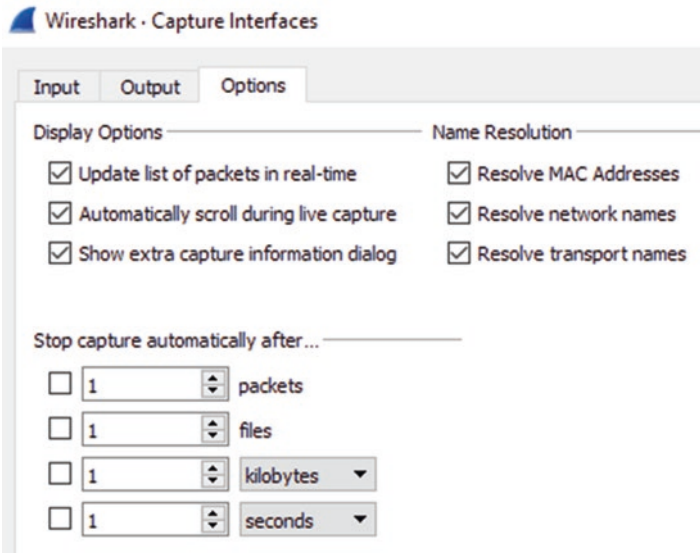 Wireshark · Capture Interfaces
Input Output Options
Display Options
Update list of packets in real-time
Automatically scroll during live capture
Show extra capture information dialog
Name Resolution
Resolve MAC Addresses
Resolve network names
Resolve transport names
Stop capture automatically after...
1 packets
1 files
1 kilobytes
1 seconds